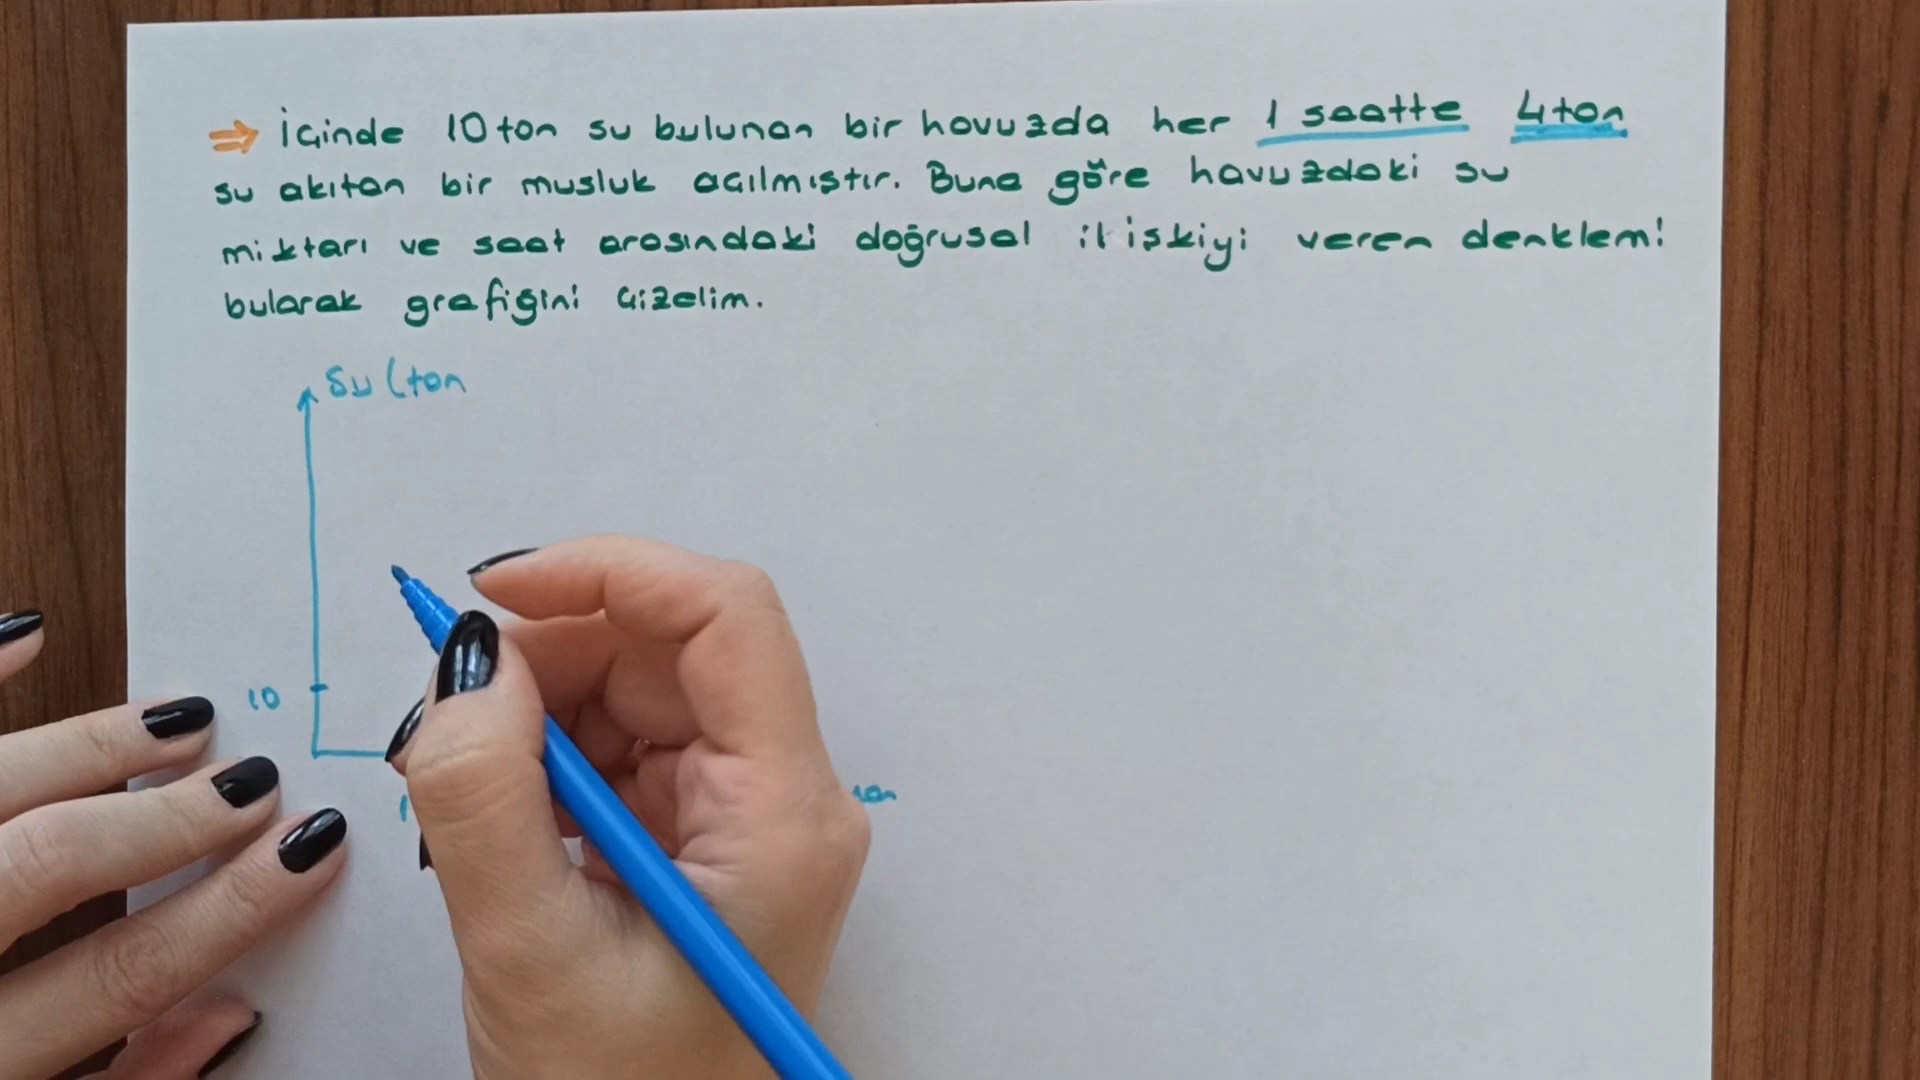 ⇒ İçinde 10 ton su bulunan bir havuzda her 1 saatte 4 ton
su akıtan bir musluk açılmıştır. Buna göre havuzdaki su
miktarı ve saat arasındaki doğrusal ilişkiyi veren denklemi
bularak grafiğini çizelim.
Su (ton
10
1